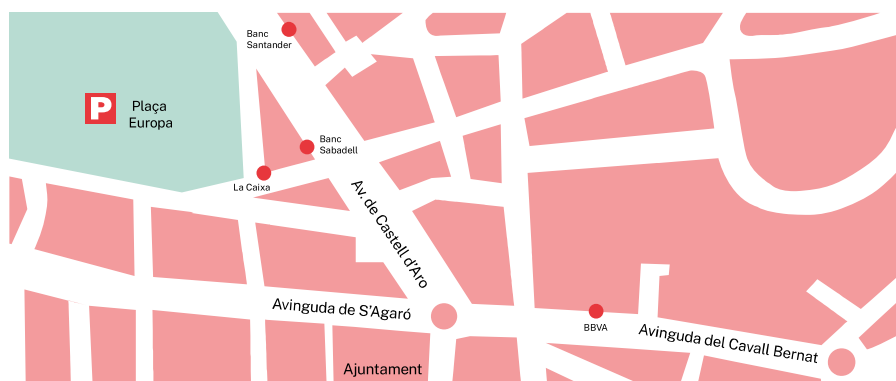 Banc
Santander
P
Plaça
Europa
Banc
Sabadell
La Caixa
Av. de Castell d'Aro
Avinguda de S'Agaró
BBVA
Avinguda del Cavall Bernat
Ajuntament